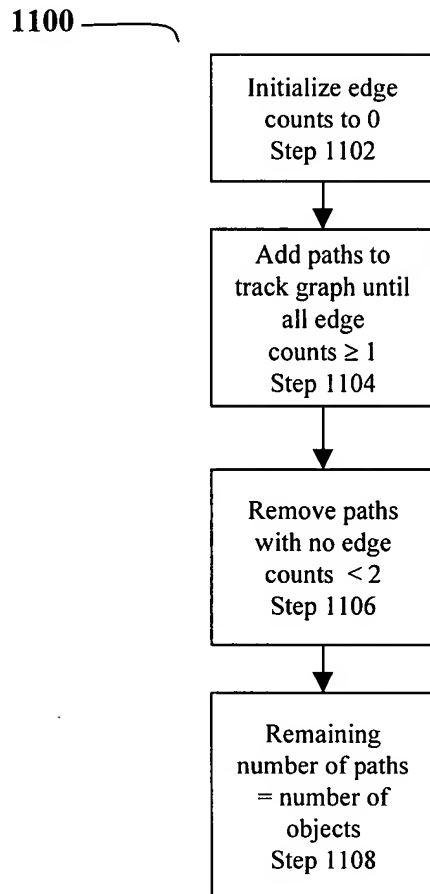 1100
Initialize edge
counts to 0
Step 1102
Add paths to
track graph until
all edge
counts ≥ 1
Step 1104
Remove paths
with no edge
counts < 2
Step 1106
Remaining
number of paths
= number of
objects
Step 1108